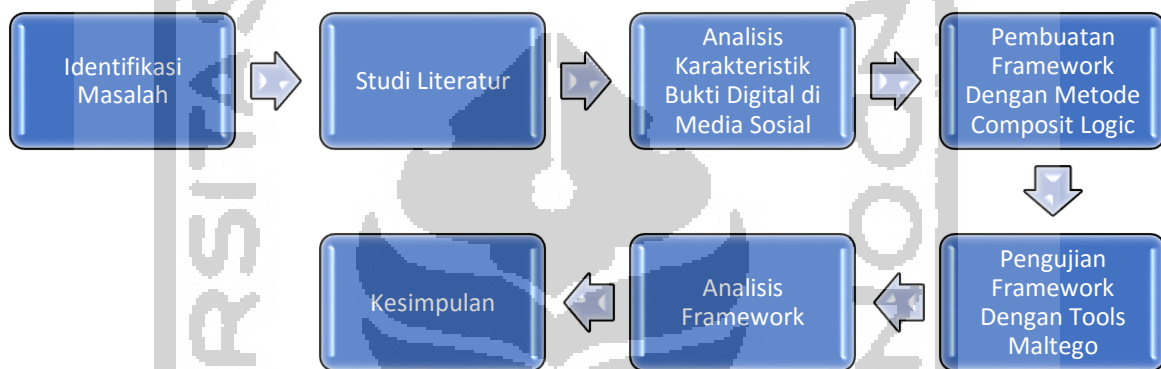 Identifikasi
Masalah
Studi Literatur
Analisis
Karakteristik
Bukti Digital di
Media Sosial
Pembuatan
Framework
Dengan Metode
Composit Logic
Pengujian
Framework
Dengan Tools
Maltego
Analisis
Framework
Kesimpulan